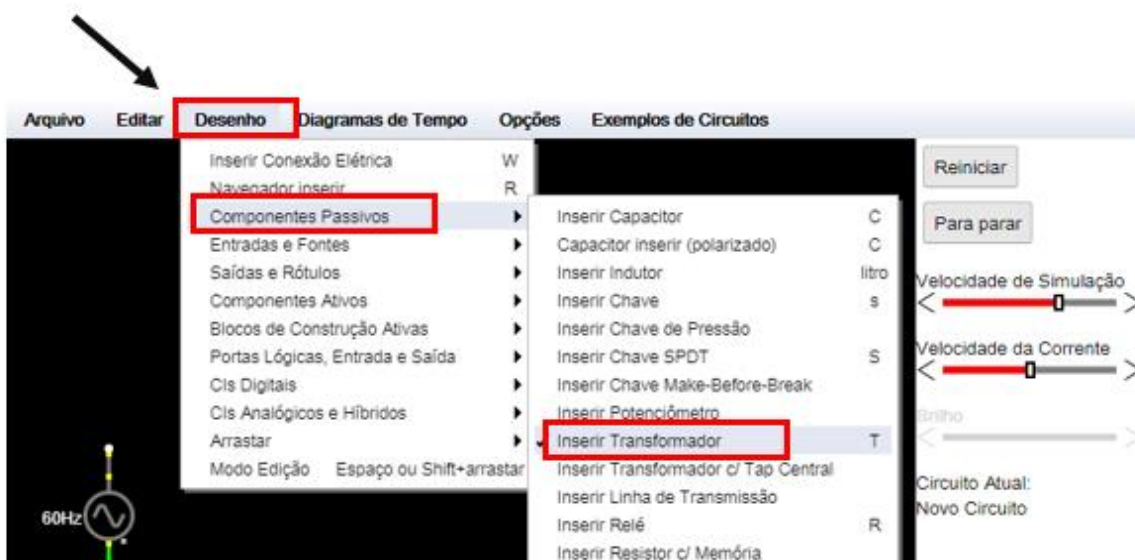 Arquivo Editar Desenho Diagramas de Tempo Opções Exemplos de Circuitos
Inserir Conexão Elétrica W
Navegador inserir R
Componentes Passivos
Entradas e Fontes
Saídas e Rótulos
Componentes Ativos
Blocos de Construção Ativas
Portas Lógicas, Entrada e Saída
CIs Digitais
CIs Analógicos e Híbridos
Arrastar
Modo Edição Espaço ou Shift+arrastar
Inserir Capacitor C
Capacitor inserir (polarizado) C
Inserir Indutor litro
Inserir Chave s
Inserir Chave de Pressão
Inserir Chave SPDT S
Inserir Chave Make-Before-Break
Inserir Potenciômetro
Inserir Transformador T
Inserir Transformador c/ Tap Central
Inserir Linha de Transmissão
Inserir Relé R
Inserir Resistor c/ Memória
Reiniciar
Para parar
Velocidade de Simulação
Velocidade da Corrente
Brilho
Circuito Atual:
Novo Circuito
60Hz